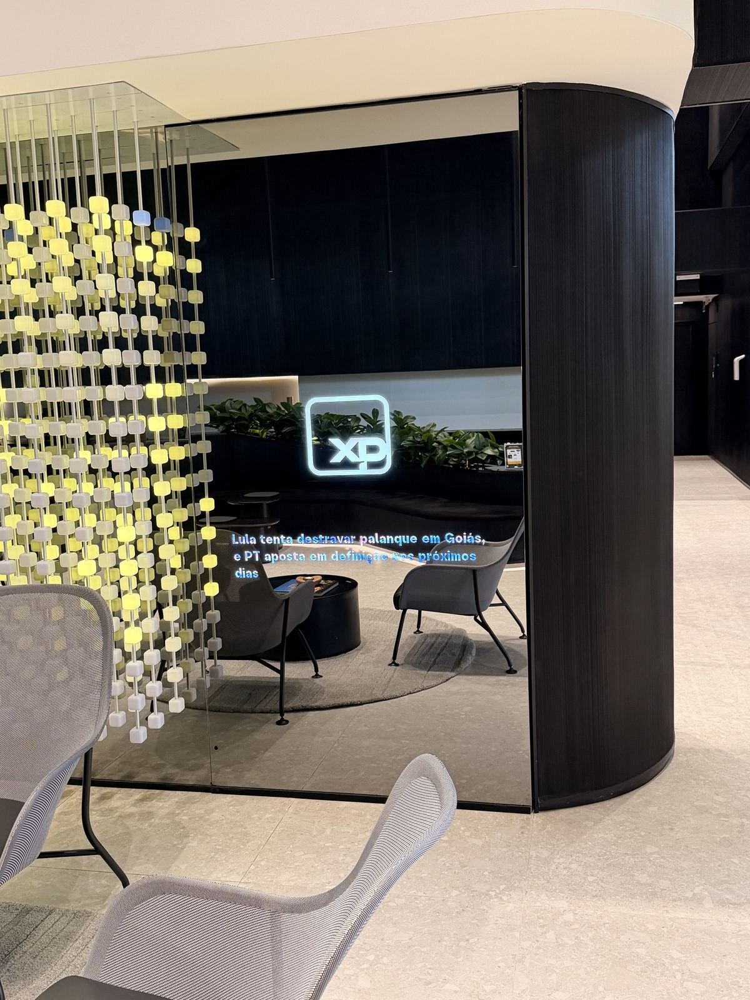 XP
Lula tenta destravar palanque em Goiás,
e PT aposta em definição nos próximos
dias